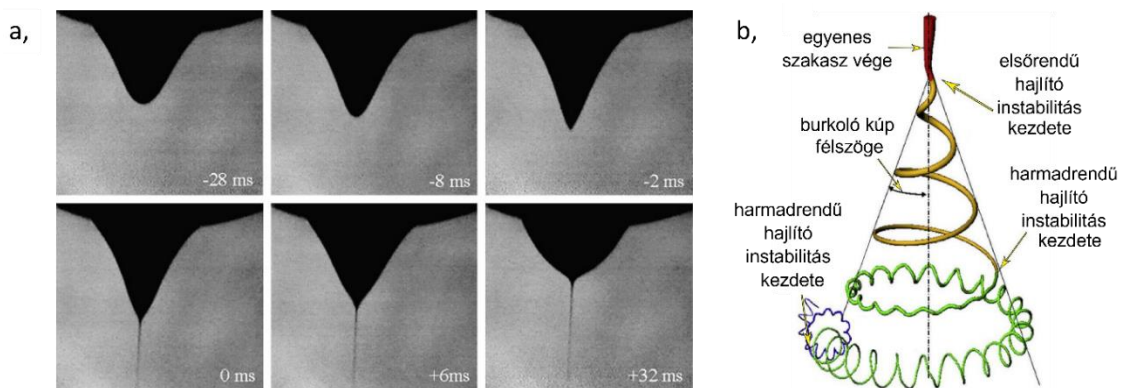 a,
-28 ms
-8 ms
-2 ms
0 ms
+6ms
+32 ms
b,
egyenes
szakasz vége
elsőrendű
hajlító
instabilitás
kezdete
burkoló kúp
félszöge
harmadrendű
hajlító
instabilitás
kezdete
harmadrendű
hajlító
instabilitás
kezdete